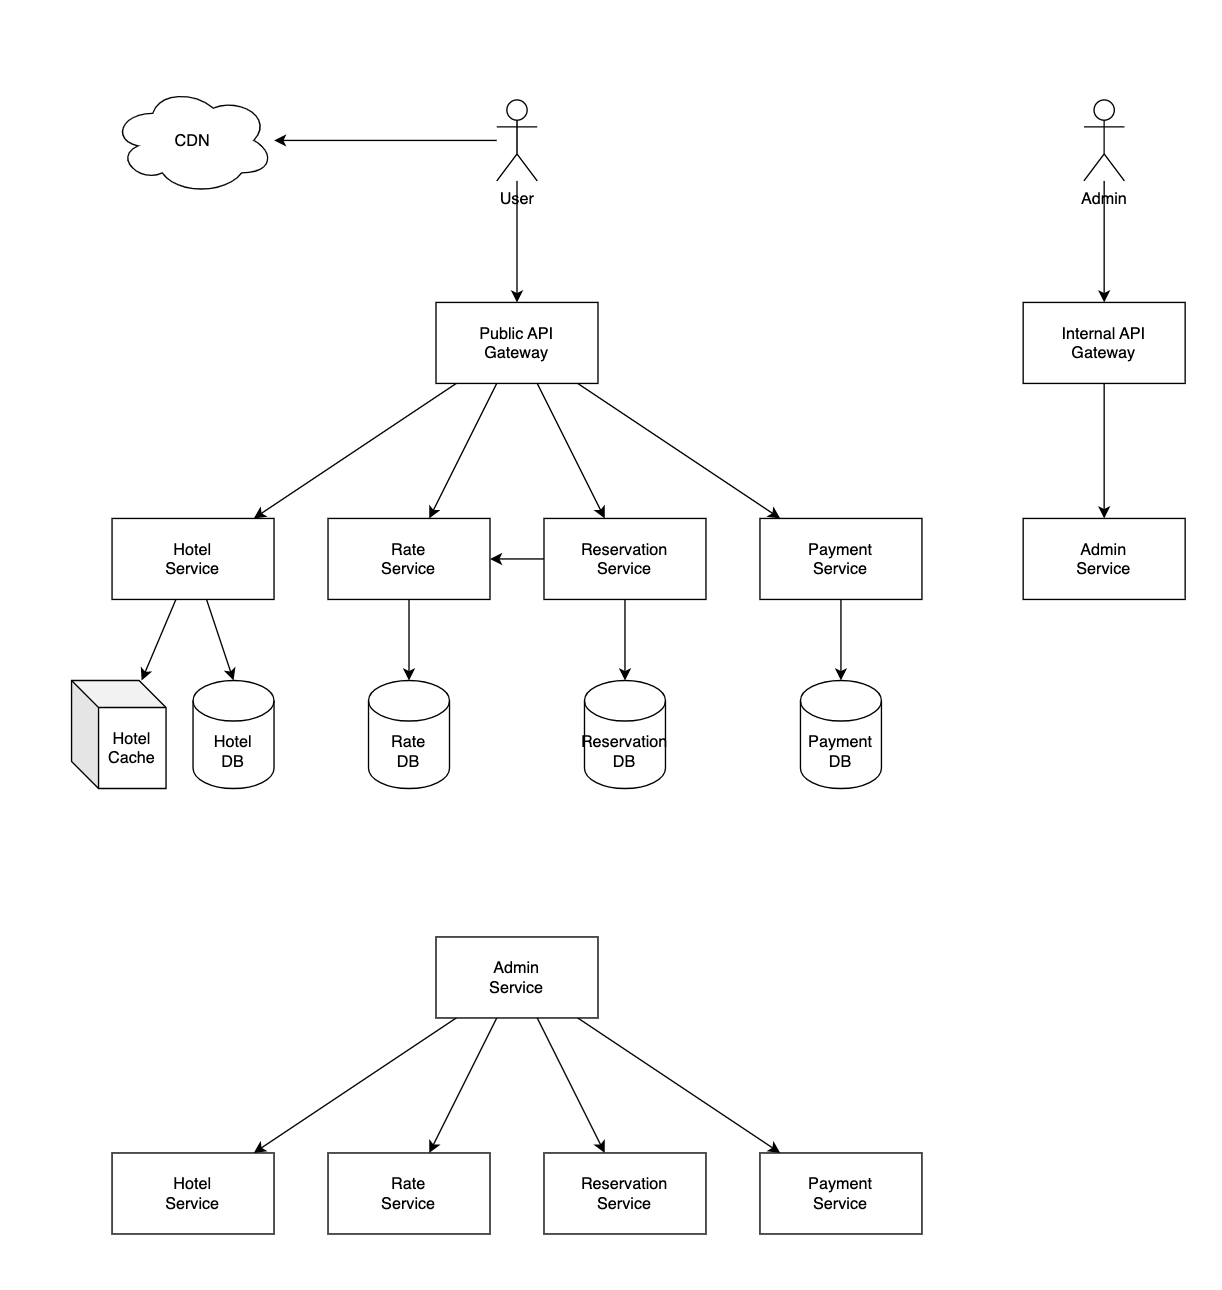 CDN
User
Admin
Public API
Gateway
Internal API
Gateway
Hotel
Service
Rate
Service
Reservation
Service
Payment
Service
Admin
Service
Hotel
Cache
Hotel
DB
Rate
DB
Reservation
DB
Payment
DB
Admin
Service
Hotel
Service
Rate
Service
Reservation
Service
Payment
Service